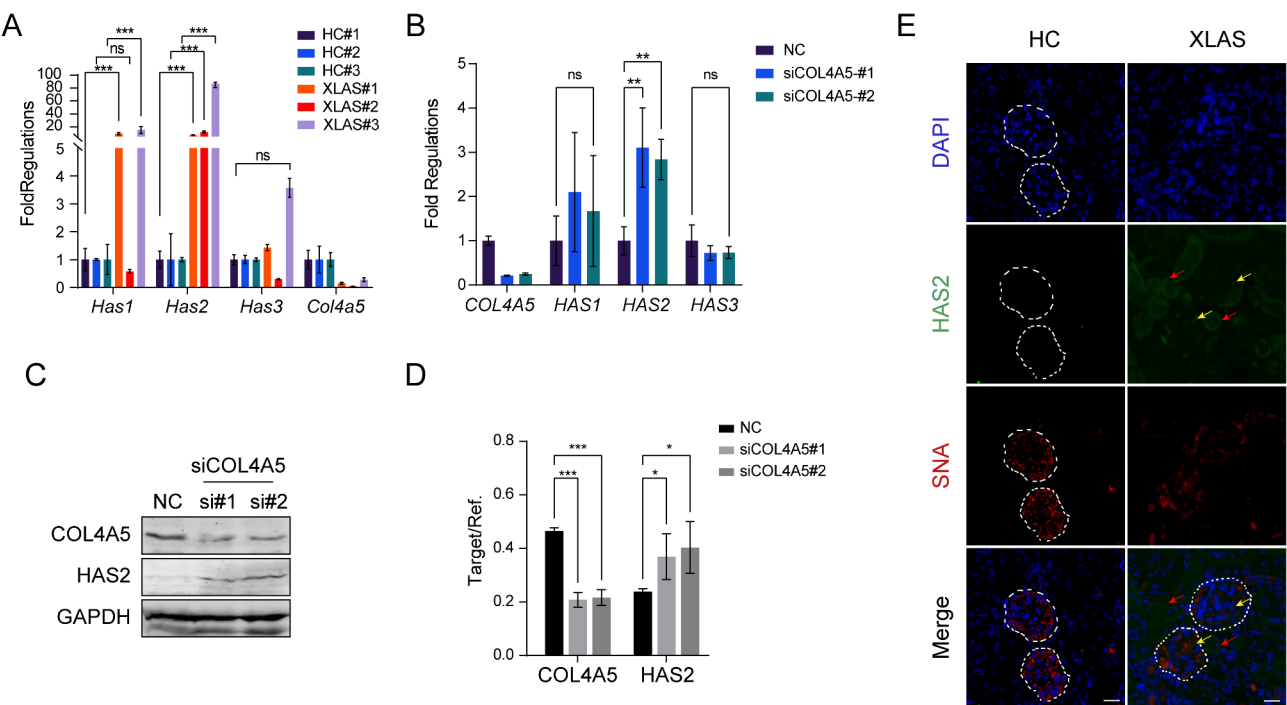 A
HC#1
HC#2
HC#3
XLAS#1
XLAS#2
XLAS#3
***
ns
***
***
***
***
ns
FoldRegulations
100
80
60
40
20
5
4
3
2
1
0
Has1 Has2 Has3 Col4a5
B
NC
siCOL4A5-#1
siCOL4A5-#2
ns
**
**
ns
Fold Regulations
5
4
3
2
1
0
COL4A5 HAS1 HAS2 HAS3
C
siCOL4A5
NC si#1 si#2
COL4A5
HAS2
GAPDH
D
NC
siCOL4A5#1
siCOL4A5#2
***
***
*
*
Target/Ref.
0.8
0.6
0.4
0.2
0.0
COL4A5 HAS2
E
HC XLAS
DAPI
HAS2
SNA
Merge